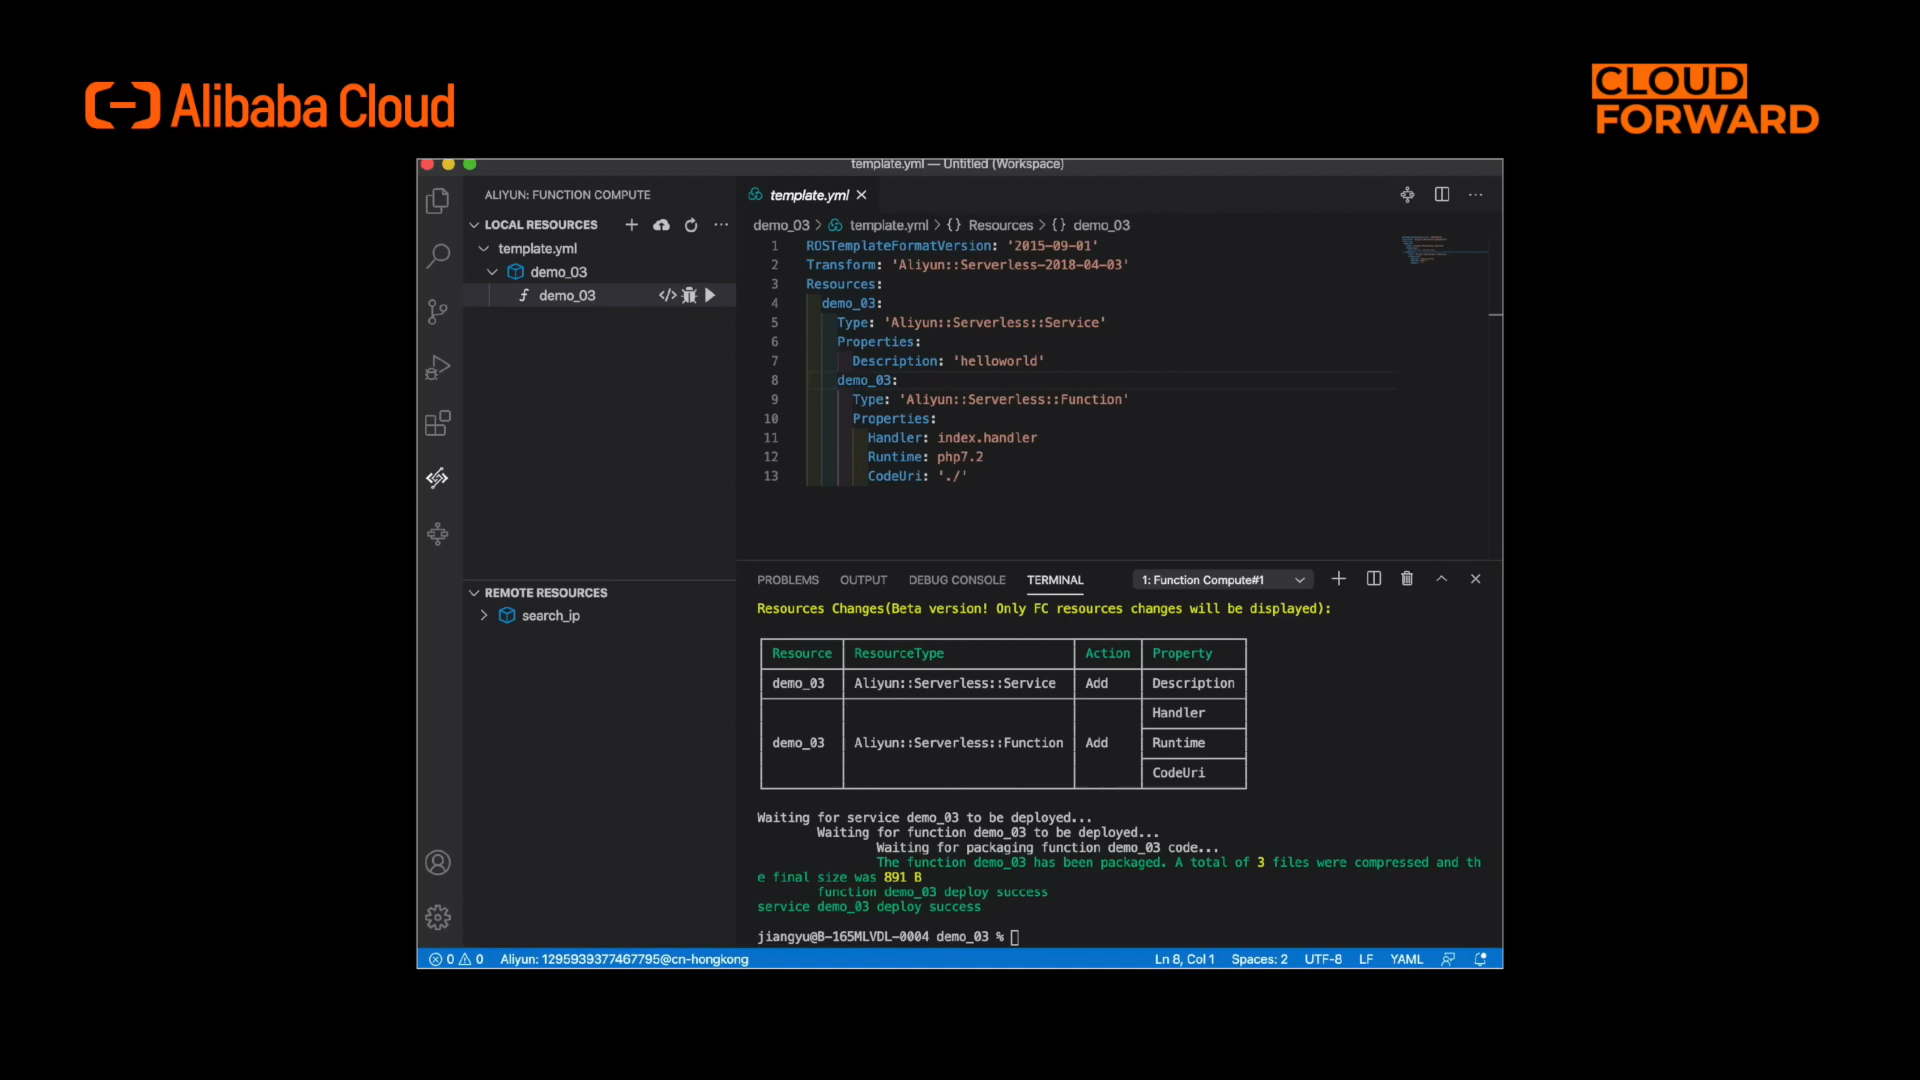 Alibaba Cloud
CLOUD
FORWARD
template.yml — Untitled (Workspace)
ALIYUN: FUNCTION COMPUTE
LOCAL RESOURCES
template.yml
demo_03
demo_03
REMOTE RESOURCES
search_ip
template.yml
demo_03 > template.yml > {} Resources > {} demo_03
1 ROSTemplateFormatVersion: '2015-09-01'
2 Transform: 'Aliyun::Serverless-2018-04-03'
3 Resources:
4 demo_03:
5 Type: 'Aliyun::Serverless::Service'
6 Properties:
7 Description: 'helloworld'
8 demo_03:
9 Type: 'Aliyun::Serverless::Function'
10 Properties:
11 Handler: index.handler
12 Runtime: php7.2
13 CodeUri: './'
PROBLEMS OUTPUT DEBUG CONSOLE TERMINAL 1: Function Compute#1
Resources Changes(Beta version! Only FC resources changes will be displayed):
Resource ResourceType Action Property
demo_03 Aliyun::Serverless::Service Add Description
Handler
demo_03 Aliyun::Serverless::Function Add Runtime
CodeUri
Waiting for service demo_03 to be deployed...
Waiting for function demo_03 to be deployed...
Waiting for packaging function demo_03 code...
The function demo_03 has been packaged. A total of 3 files were compressed and th
e final size was 891 B
function demo_03 deploy success
service demo_03 deploy success
jiangyu@B-165MLVDL-0004 demo_03 %
0 0 Aliyun: 1295939377467795@cn-hongkong Ln 8, Col 1 Spaces: 2 UTF-8 LF YAML